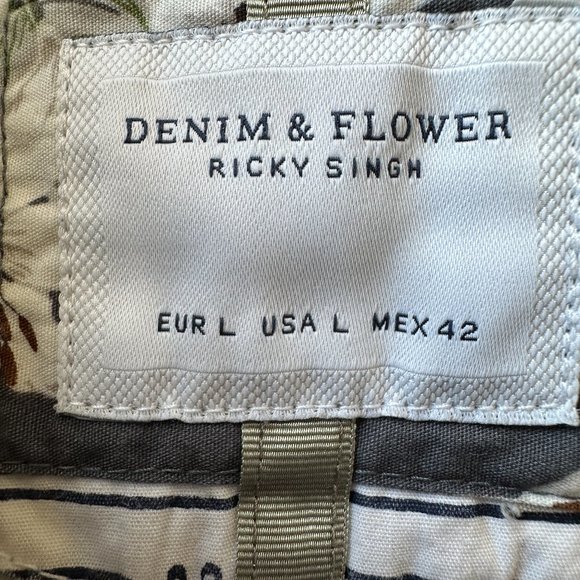 DENIM & FLOWER
RICKY SINGH
EUR L USA L MEX 42